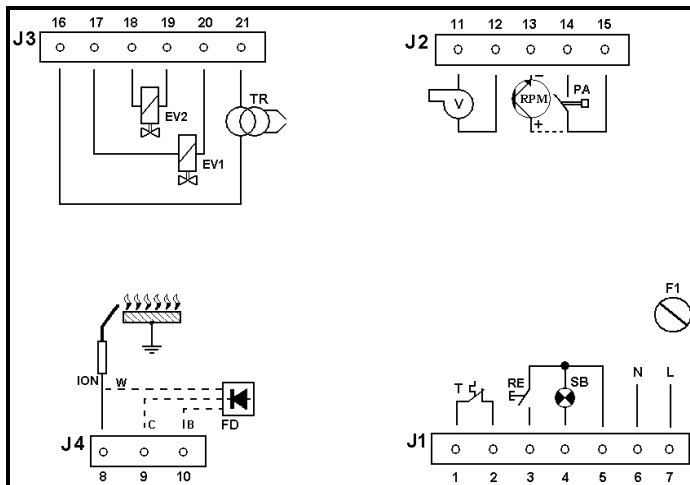 16 17 18 19 20 21
J3
11 12 13 14 15
J2
TR
EV2
EV1
V
RPM
−
+
PA
F1
ION
W
C
B
FD
J4
8 9 10
T
RE
E
SB
N
L
J1
1 2 3 4 5 6 7